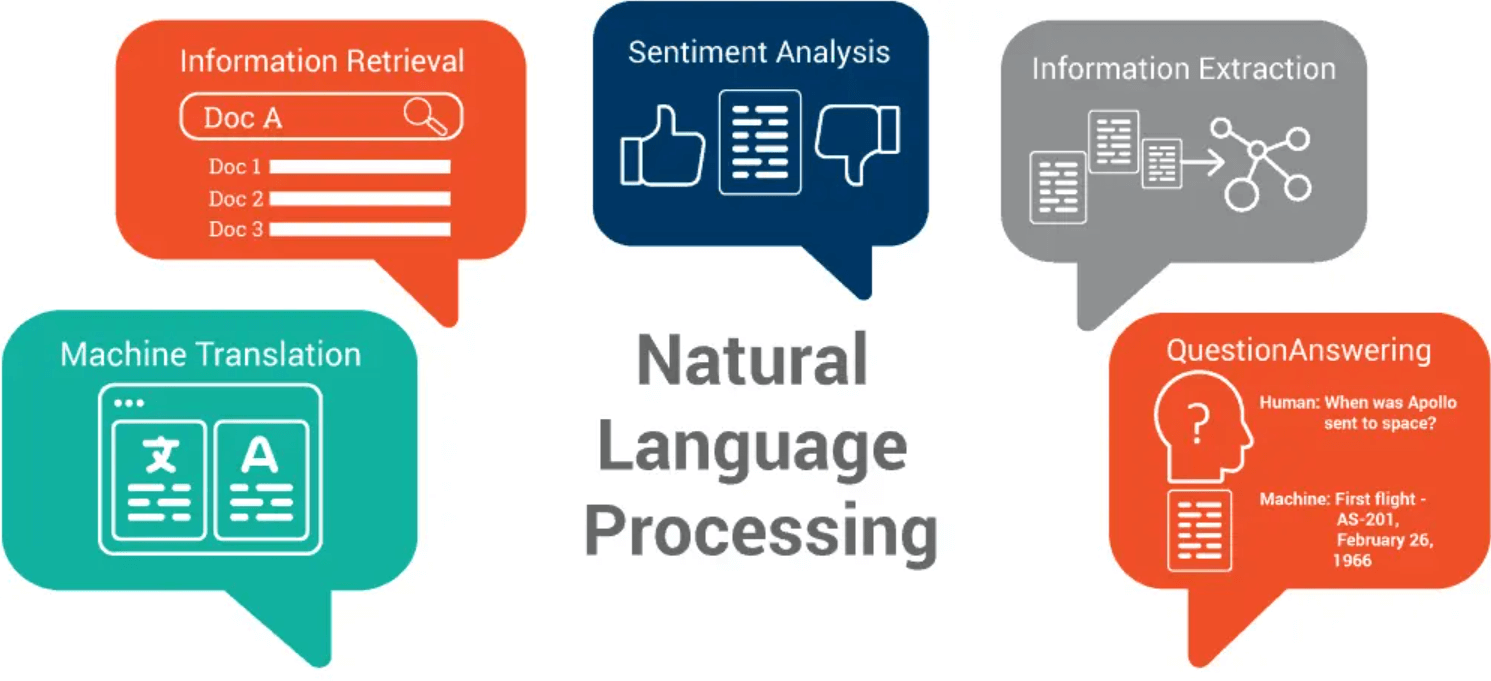 Information Retrieval
Doc A
Doc 1
Doc 2
Doc 3
Sentiment Analysis
Information Extraction
Machine Translation
文
A
Natural
Language
Processing
QuestionAnswering
?
Human: When was Apollo
sent to space?
Machine: First flight -
AS-201,
February 26,
1966